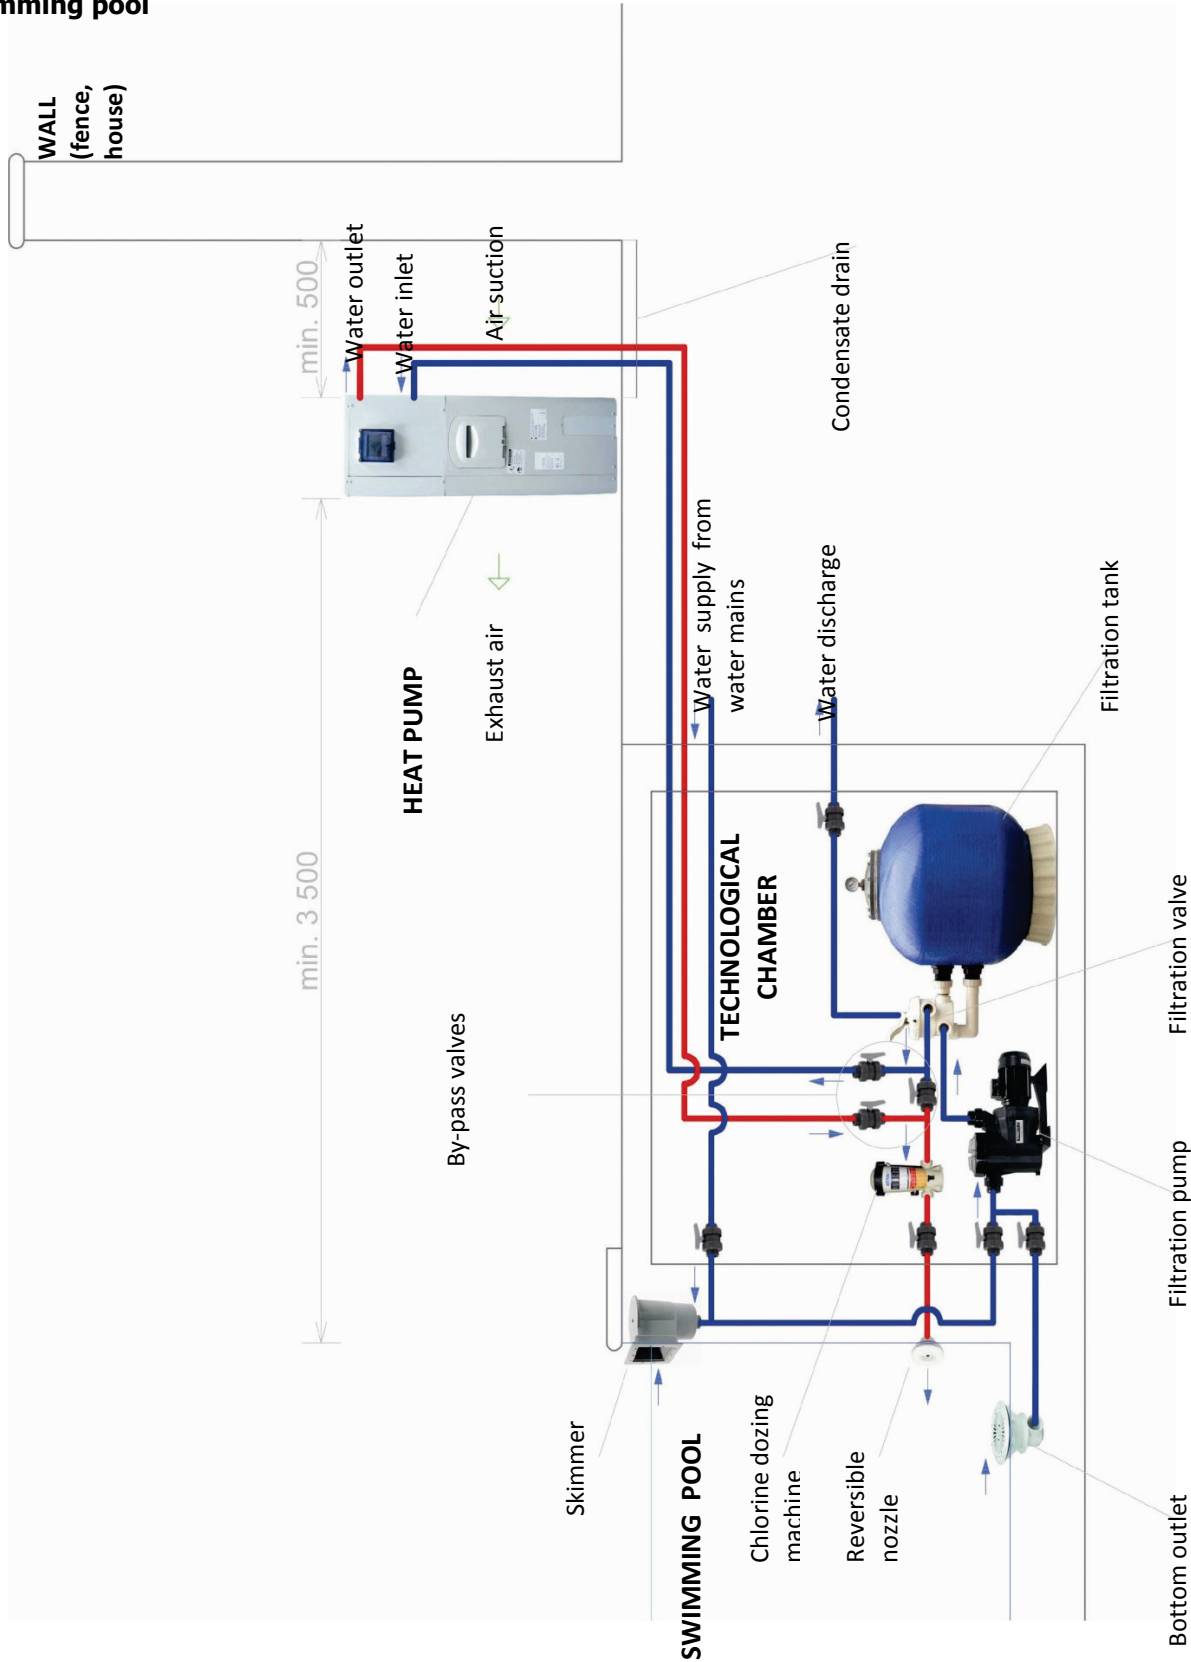 mming pool
WALL
(fence,
house)
min. 500
Water outlet
Water inlet
Air suction
Condensate drain
min. 3 500
HEAT PUMP
Exhaust air
Water supply from
water mains
Water discharge
Filtration tank
TECHNOLOGICAL
CHAMBER
By-pass valves
Filtration valve
Filtration pump
Skimmer
SWIMMING POOL
Chlorine dozing
machine
Reversible
nozzle
Bottom outlet